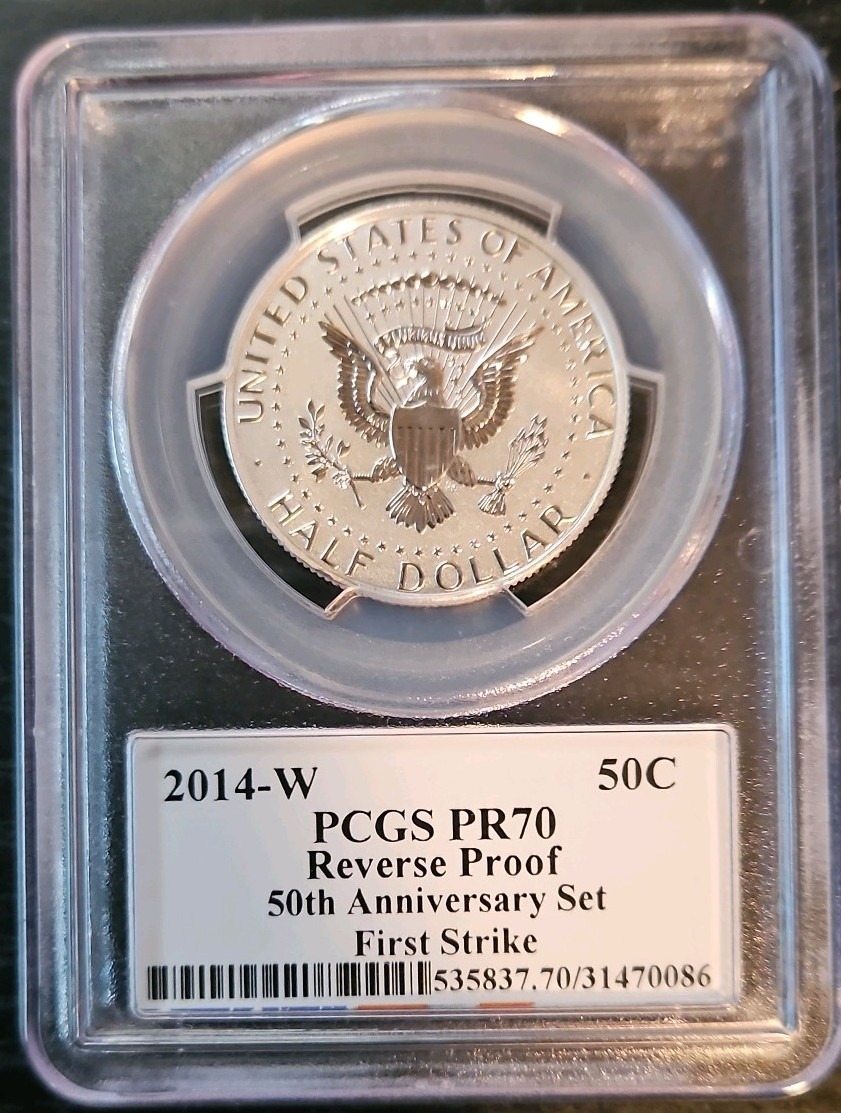 UNITED STATES OF AMERICA
HALF DOLLAR
2014-W 50C
PCGS PR70
Reverse Proof
50th Anniversary Set
First Strike
535837.70/31470086